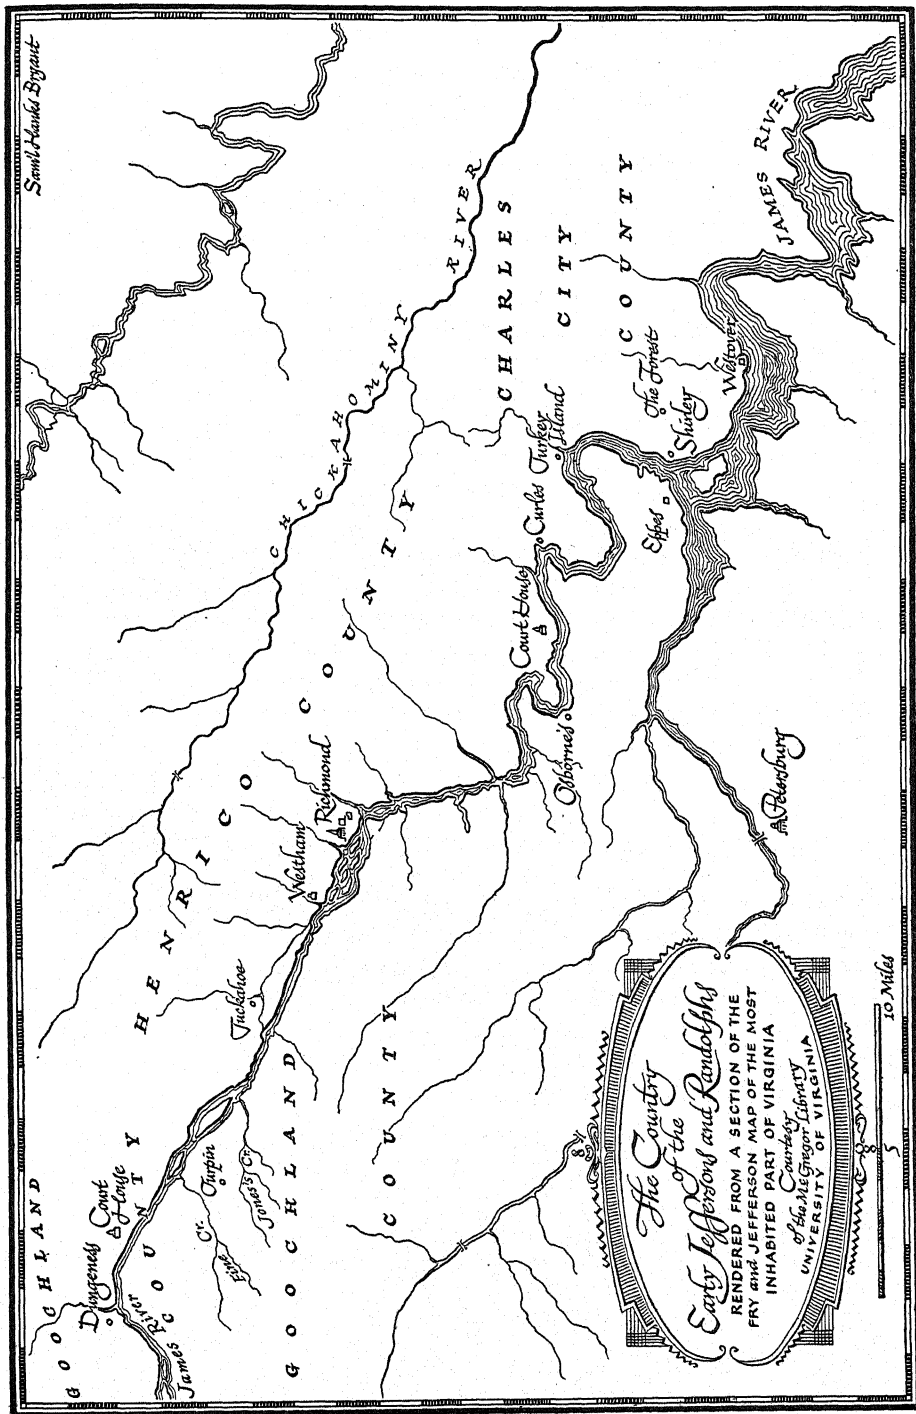 Sam'l Hanks Bryant
GOOCHLAND
COUNTY
Dungeness
Court
House
James River
HENRICO COUNTY
CHICKAHOMINY RIVER
Tuckahoe
Westham
Richmond
Turpin
Fine Cr.
Jones's Cr.
GOOCHLAND
COUNTY
CHARLES
CITY
COUNTY
Court House
Curles
Turkey
Island
Osborne's
Eppes
Shirley
The Forest
Westover
JAMES RIVER
Petersburg
The Country
of the
Early Jeffersons and Randolphs
RENDERED FROM A SECTION OF THE
FRY and JEFFERSON MAP OF THE MOST
INHABITED PART OF VIRGINIA
Courtesy
of the McGregor Library
UNIVERSITY OF VIRGINIA
5
10 Miles